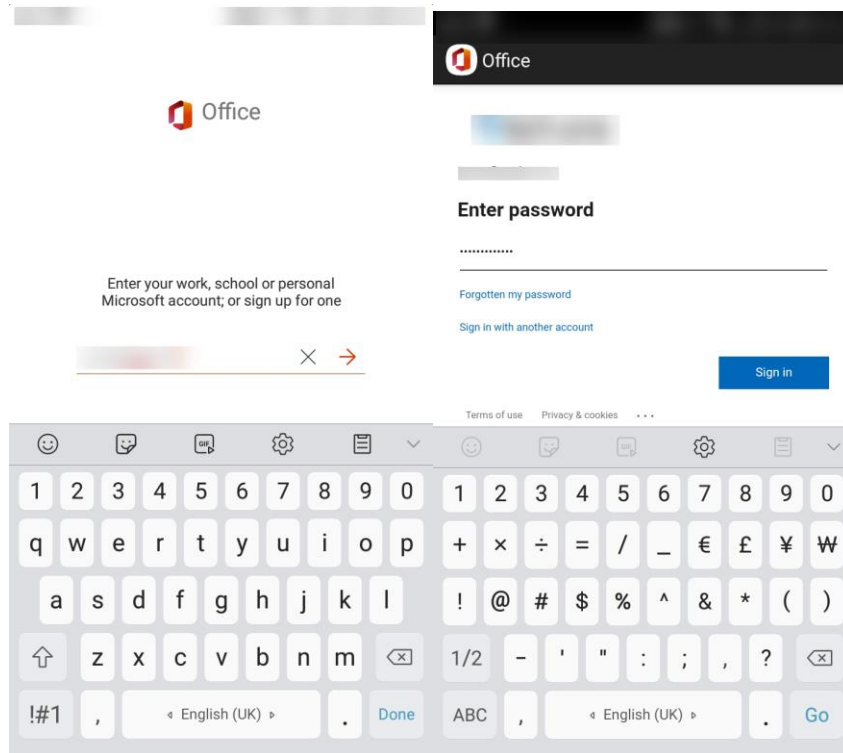 Office
Enter your work, school or personal
Microsoft account; or sign up for one
GIF
1 2 3 4 5 6 7 8 9 0
q w e r t y u i o p
a s d f g h j k l
z x c v b n m
!#1 , English (UK) . Done
Office
Enter password
Forgotten my password
Sign in with another account
Sign in
Terms of use Privacy & cookies ...
GIF
1 2 3 4 5 6 7 8 9 0
+ × ÷ = / _ € £ ¥ ₩
! @ # $ % ^ & * ( )
1/2 - ' " : ; , ?
ABC , English (UK) . Go